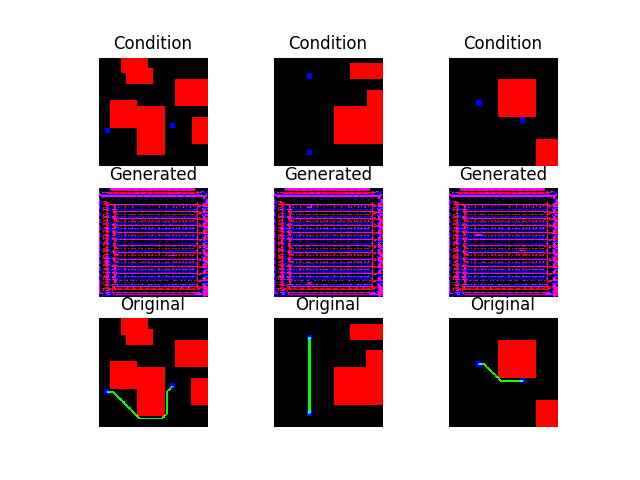 Condition Condition Condition
Generated Generated Generated
Original Original Original